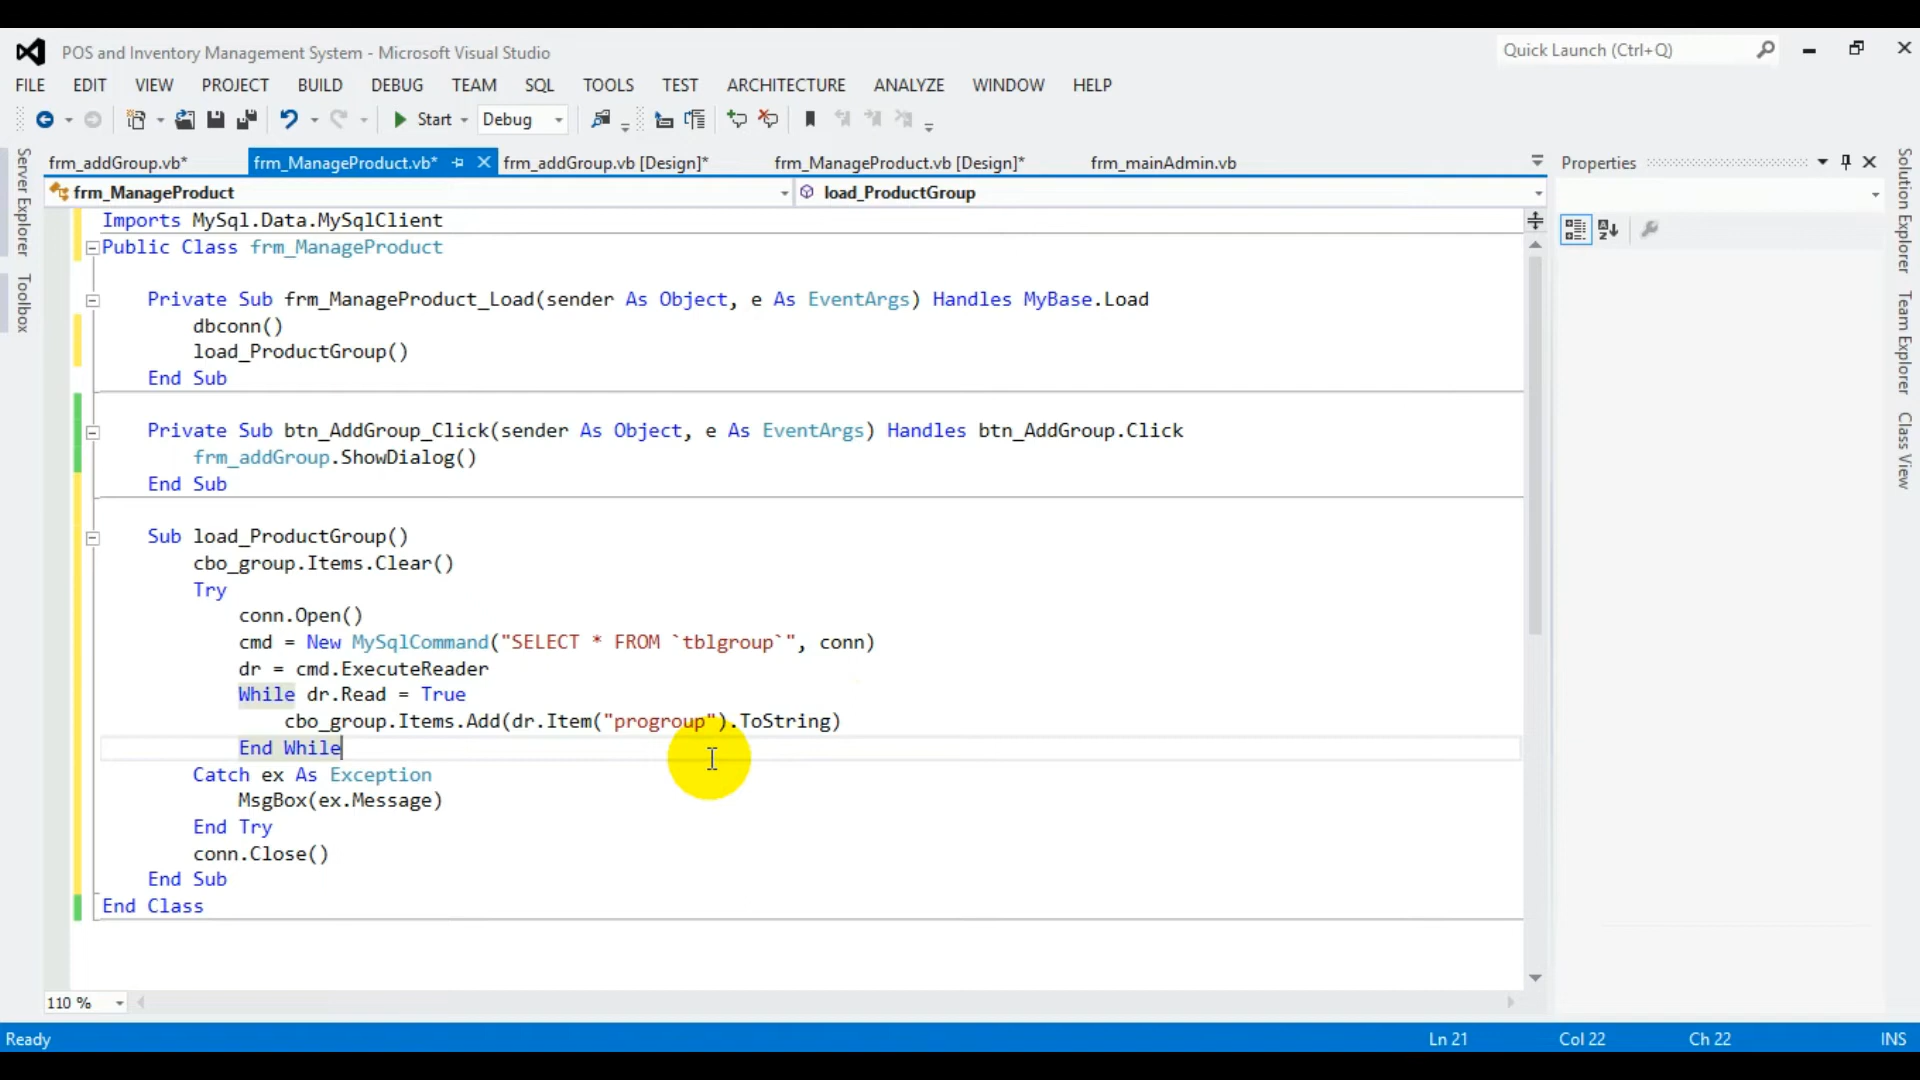 POS and Inventory Management System - Microsoft Visual Studio
Quick Launch (Ctrl+Q)
FILE EDIT VIEW PROJECT BUILD DEBUG TEAM SQL TOOLS TEST ARCHITECTURE ANALYZE WINDOW HELP
Start Debug
Server Explorer
Toolbox
frm_addGroup.vb* frm_ManageProduct.vb* frm_addGroup.vb [Design]* frm_ManageProduct.vb [Design]* frm_mainAdmin.vb
frm_ManageProduct load_ProductGroup
Imports MySql.Data.MySqlClient
Public Class frm_ManageProduct
Private Sub frm_ManageProduct_Load(sender As Object, e As EventArgs) Handles MyBase.Load
dbconn()
load_ProductGroup()
End Sub
Private Sub btn_AddGroup_Click(sender As Object, e As EventArgs) Handles btn_AddGroup.Click
frm_addGroup.ShowDialog()
End Sub
Sub load_ProductGroup()
cbo_group.Items.Clear()
Try
conn.Open()
cmd = New MySqlCommand("SELECT * FROM `tblgroup`", conn)
dr = cmd.ExecuteReader
While dr.Read = True
cbo_group.Items.Add(dr.Item("progroup").ToString)
End While
Catch ex As Exception
MsgBox(ex.Message)
End Try
conn.Close()
End Sub
End Class
110 %
Properties
Solution Explorer
Team Explorer
Class View
Ready
Ln 21 Col 22 Ch 22 INS